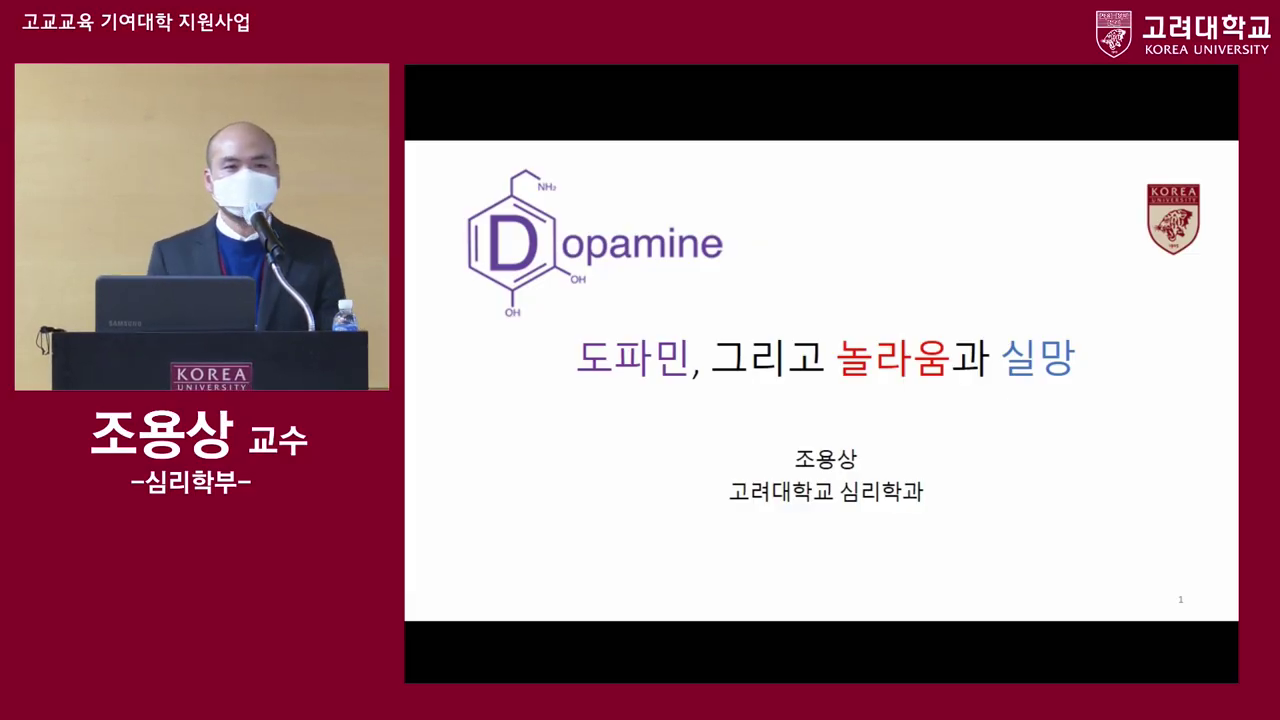 고교교육 기여대학 지원사업
고려대학교
KOREA UNIVERSITY
SAMSUNG
KOREA
UNIVERSITY
조용상 교수
-심리학부-
NH₂
Dopamine
OH
OH
KOREA
UNIVERSITY
도파민, 그리고 놀라움과 실망
조용상
고려대학교 심리학과
1